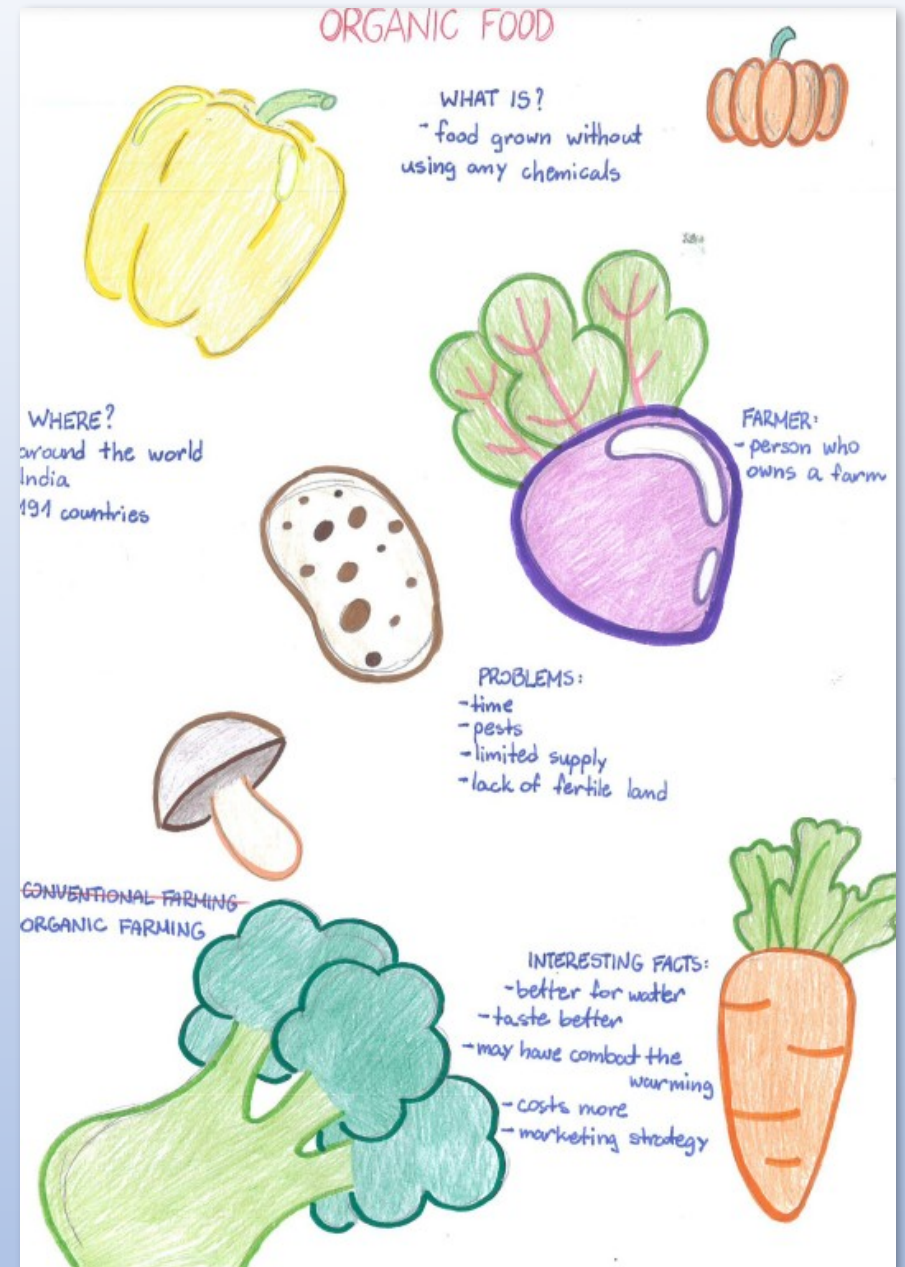 ORGANIC FOOD
WHAT IS?
- food grown without
using any chemicals
WHERE?
around the world
India
191 countries
FARMER:
- person who
owns a farm
PROBLEMS:
- time
- pests
- limited supply
- lack of fertile land
CONVENTIONAL FARMING
ORGANIC FARMING
INTERESTING FACTS:
- better for water
- taste better
- may have combat the
warming
- costs more
- marketing strategy